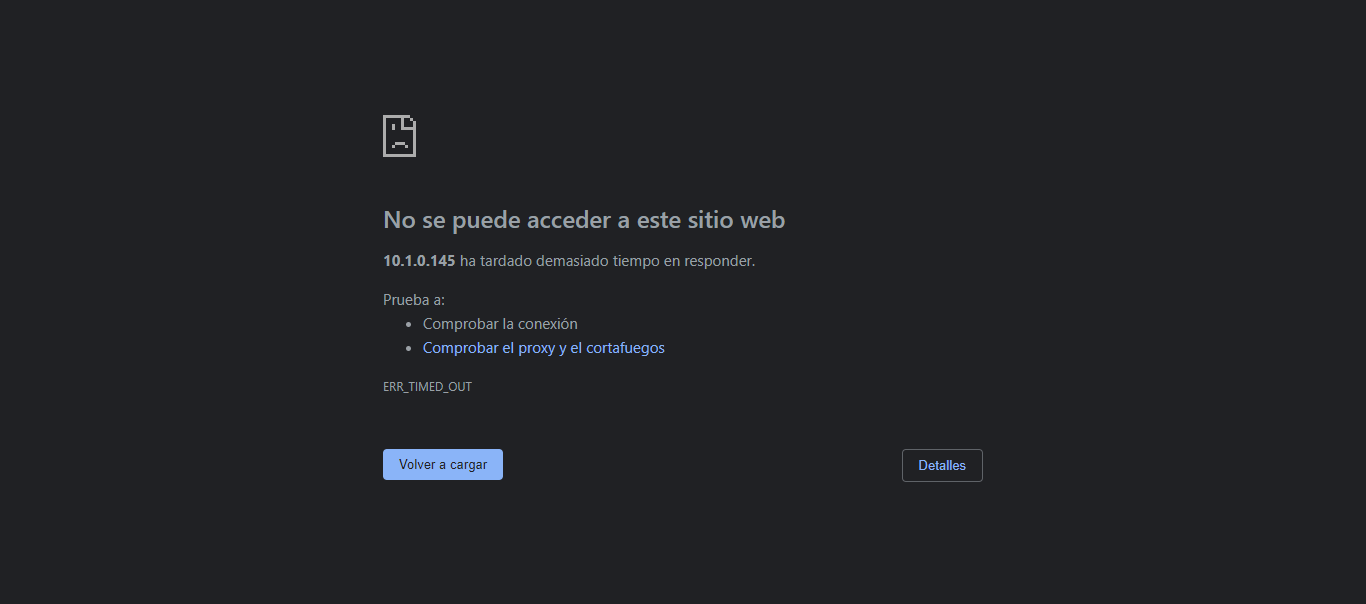 No se puede acceder a este sitio web
10.1.0.145 ha tardado demasiado tiempo en responder.
Prueba a:
Comprobar la conexión
Comprobar el proxy y el cortafuegos
ERR_TIMED_OUT
Volver a cargar
Detalles